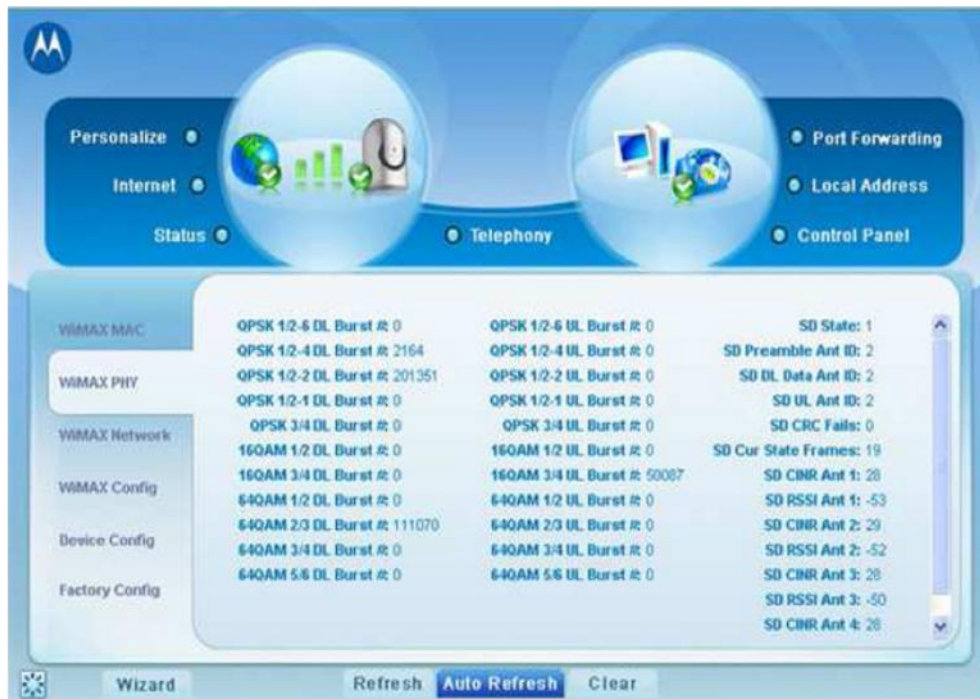 Personalize
Internet
Status
Telephony
Port Forwarding
Local Address
Control Panel
WiMAX MAC
WiMAX PHY
WiMAX Network
WiMAX Config
Device Config
Factory Config
QPSK 1/2-6 DL Burst #: 0
QPSK 1/2-4 DL Burst #: 2164
QPSK 1/2-2 DL Burst #: 201351
QPSK 1/2-1 DL Burst #: 0
QPSK 3/4 DL Burst #: 0
16QAM 1/2 DL Burst #: 0
16QAM 3/4 DL Burst #: 0
64QAM 1/2 DL Burst #: 0
64QAM 2/3 DL Burst #: 111070
64QAM 3/4 DL Burst #: 0
64QAM 5/6 DL Burst #: 0
QPSK 1/2-6 UL Burst #: 0
QPSK 1/2-4 UL Burst #: 0
QPSK 1/2-2 UL Burst #: 0
QPSK 1/2-1 UL Burst #: 0
QPSK 3/4 UL Burst #: 0
16QAM 1/2 UL Burst #: 0
16QAM 3/4 UL Burst #: 50087
64QAM 1/2 UL Burst #: 0
64QAM 2/3 UL Burst #: 0
64QAM 3/4 UL Burst #: 0
64QAM 5/6 UL Burst #: 0
SD State: 1
SD Preamble Ant ID: 2
SD DL Data Ant ID: 2
SD UL Ant ID: 2
SD CRC Fails: 0
SD Cur State Frames: 19
SD CINR Ant 1: 28
SD RSSI Ant 1: -53
SD CINR Ant 2: 29
SD RSSI Ant 2: -52
SD CINR Ant 3: 28
SD RSSI Ant 3: -50
SD CINR Ant 4: 28
Wizard
Refresh
Auto Refresh
Clear